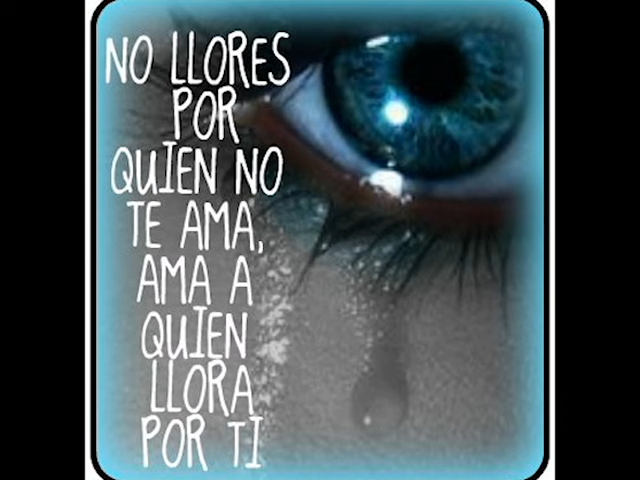 NO LLORES
POR
QUIEN NO
TE AMA,
AMA A
QUIEN
LLORA
POR TI